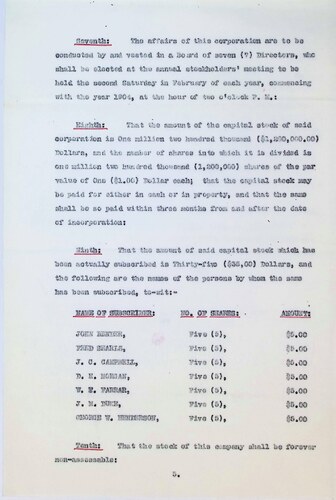 Seventh: The affairs of this corporation are to be
conducted by and vested in a Board of seven (7) Directors, who
shall be elected at the annual stockholders' meeting to be
held the second Saturday in February of each year, commencing
with the year 1904, at the hour of two o'clock P. M.:
Eighth: That the amount of the capital stock of said
corporation is One million two hundred thousand ($1,200,000.00)
Dollars, and the number of shares into which it is divided is
one million two hundred thousand (1,200,000) shares of the par
value of One ($1.00) Dollar each; that the capital stock may
be paid for either in cash or in property, and that the same
shall be so paid within three months from and after the date
of incorporation:
Ninth: That the amount of said capital stock which has
been actually subscribed is Thirty-five ($35.00) Dollars, and
the following are the names of the persons by whom the same
has been subscribed, to-wit:-
NAME OF SUBSCRIBER: NO. OF SHARES: AMOUNT:
JOHN Five (5), $5.00
FRED SEARLS, Five (5), $5.00
J. C. CAMPBELL, Five (5), $5.00
D. E. MORGAN, Five (5), $5.00
W. E. Five (5), $5.00
J. M. Five (5), $5.00
GEORGE W. Five (5), $5.00
Tenth: That the stock of this company shall be forever
non-assessable: